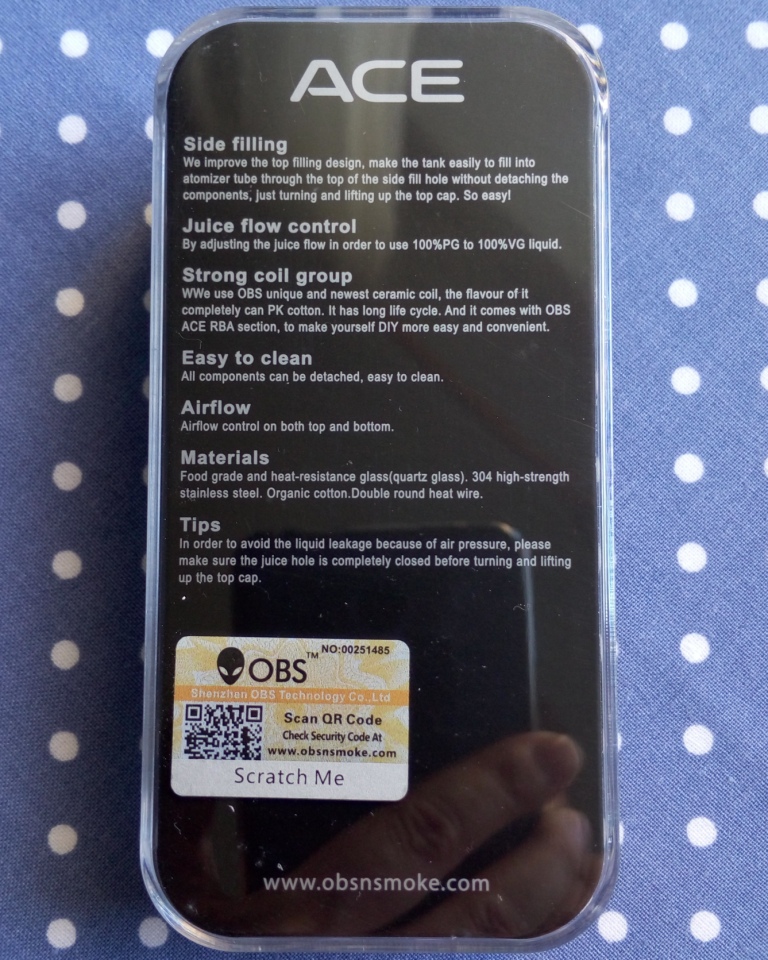 ACE
Side filling
We improve the top filling design, make the tank easily to fill into
atomizer tube through the top of the side fill hole without detaching the
components, just turning and lifting up the top cap. So easy!
Juice flow control
By adjusting the juice flow in order to use 100%PG to 100%VG liquid.
Strong coil group
WWe use OBS unique and newest ceramic coil, the flavour of it
completely can PK cotton. It has long life cycle. And it comes with OBS
ACE RBA section, to make yourself DIY more easy and convenient.
Easy to clean
All components can be detached, easy to clean.
Airflow
Airflow control on both top and bottom.
Materials
Food grade and heat-resistance glass(quartz glass). 304 high-strength
stainless steel. Organic cotton.Double round heat wire.
Tips
In order to avoid the liquid leakage because of air pressure, please
make sure the juice hole is completely closed before turning and lifting
up the top cap.
NO:00251485
OBS™
Shenzhen OBS Technology Co.,Ltd
Scan QR Code
Check Security Code At
www.obsnsmoke.com
Scratch Me
www.obsnsmoke.com